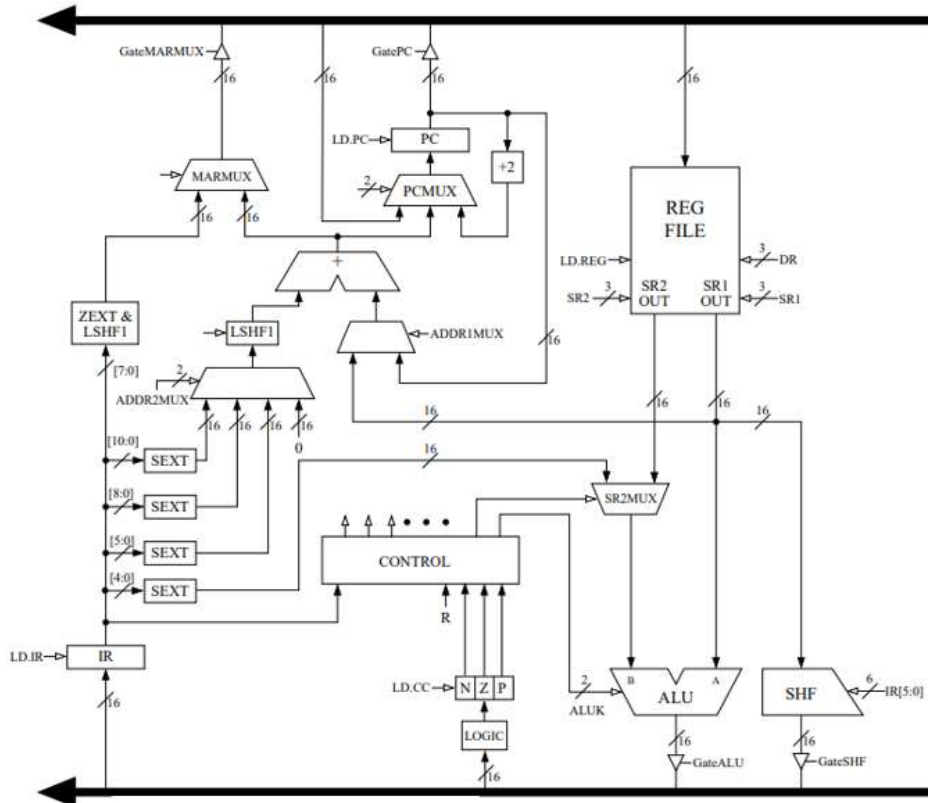 GateMARMUX
GatePC
16
16
16
16
LD.PC
PC
+2
MARMUX
2
PCMUX
16
16
REG
FILE
LD.REG
3
DR
+
SR2
3
SR2
OUT
SR1
OUT
3
SR1
ZEXT &
LSHF1
LSHF1
ADDR1MUX
16
[7:0]
2
ADDR2MUX
16
16
16
16
16
16
16
16
0
[10:0]
SEXT
16
[8:0]
SEXT
SR2MUX
[5:0]
SEXT
CONTROL
[4:0]
SEXT
R
LD.IR
IR
LD.CC
N Z P
2
ALUK
B
A
ALU
SHF
6
IR[5:0]
16
LOGIC
16
16
16
GateALU
GateSHF